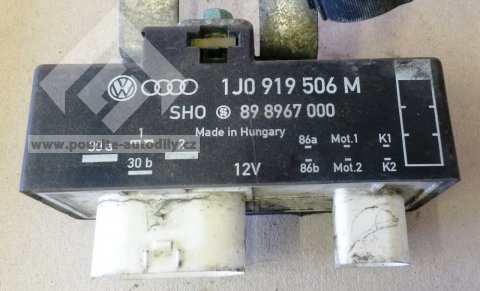 1J0 919 506 M
SHO 89 8967 000
Made in Hungary
www.pouzite-autodily.cz
1
2
30 b
12V
86a Mot.1 K1
86b Mot.2 K2